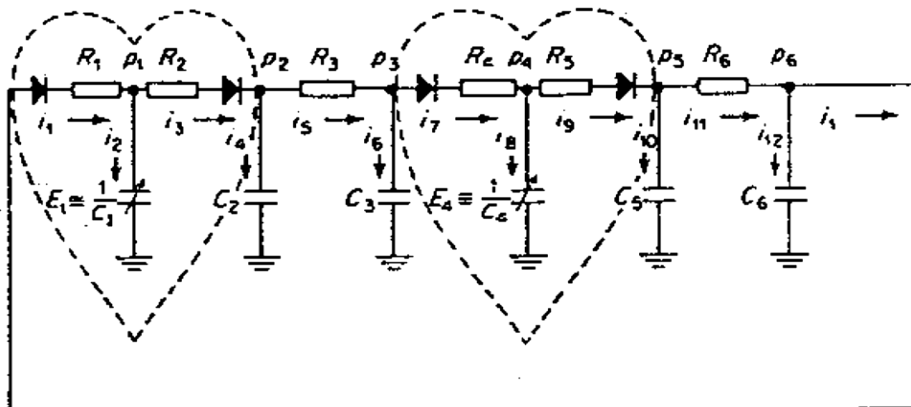 R₁ p₁ R₂ p₂ R₃ p₃ R₄ p₄ R₅ p₅ R₆ p₆
i₁ i₂ i₃ i₄ i₅ i₆ i₇ i₈ i₉ i₁₀ i₁₁ i₁₂ i₁
E₁ ≃ 1/C₁ C₂ C₃ E₄ ≡ 1/C₄ C₅ C₆